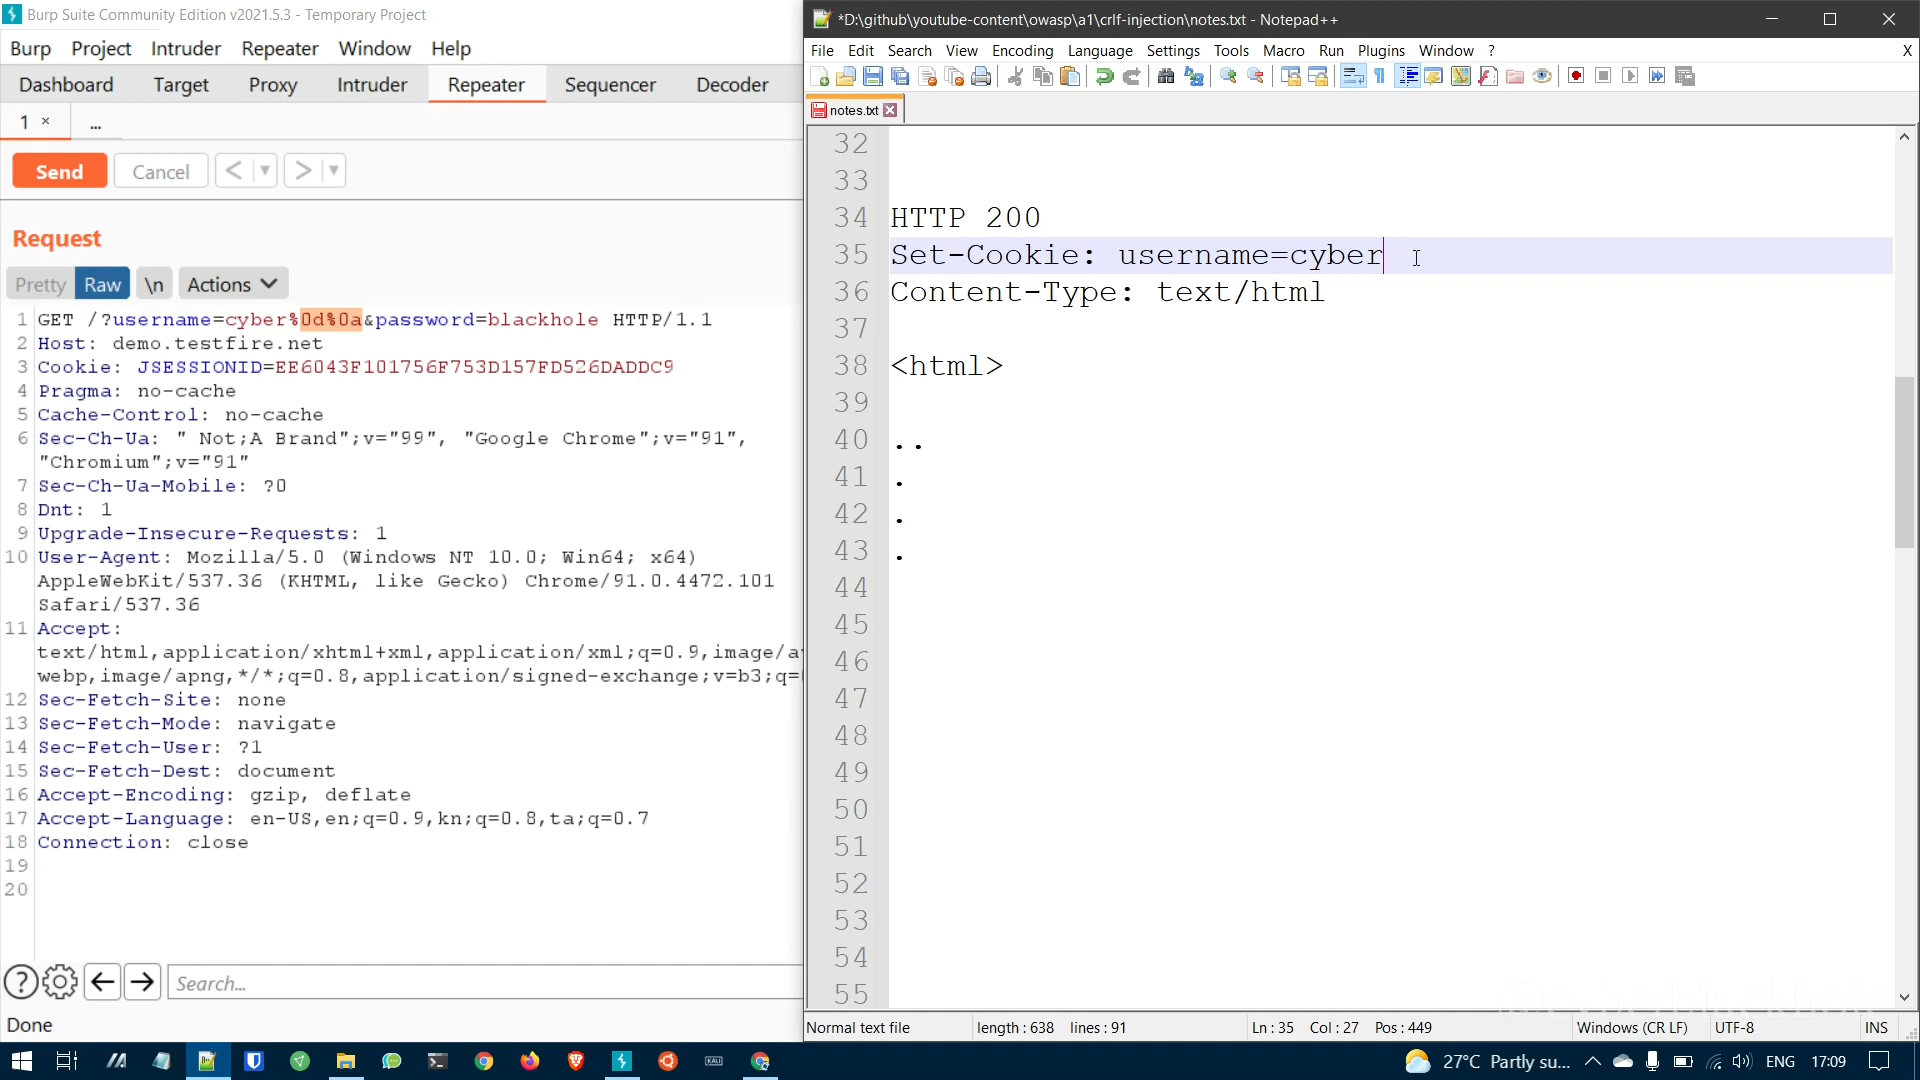 Burp Suite Community Edition v2021.5.3 - Temporary Project
Burp Project Intruder Repeater Window Help
Dashboard Target Proxy Intruder Repeater Sequencer Decoder
1 × ...
Send Cancel < >
Request
Pretty Raw \n Actions
1 GET /?username=cyber%0d%0a&password=blackhole HTTP/1.1
2 Host: demo.testfire.net
3 Cookie: JSESSIONID=EE6043F101756F753D157FD526DADDC9
4 Pragma: no-cache
5 Cache-Control: no-cache
6 Sec-Ch-Ua: " Not;A Brand";v="99", "Google Chrome";v="91",
"Chromium";v="91"
7 Sec-Ch-Ua-Mobile: ?0
8 Dnt: 1
9 Upgrade-Insecure-Requests: 1
10 User-Agent: Mozilla/5.0 (Windows NT 10.0; Win64; x64)
AppleWebKit/537.36 (KHTML, like Gecko) Chrome/91.0.4472.101
Safari/537.36
11 Accept:
text/html,application/xhtml+xml,application/xml;q=0.9,image/a
webp,image/apng,*/*;q=0.8,application/signed-exchange;v=b3;q=
12 Sec-Fetch-Site: none
13 Sec-Fetch-Mode: navigate
14 Sec-Fetch-User: ?1
15 Sec-Fetch-Dest: document
16 Accept-Encoding: gzip, deflate
17 Accept-Language: en-US,en;q=0.9,kn;q=0.8,ta;q=0.7
18 Connection: close
19
20
Search...
Done
*D:\github\youtube-content\owasp\a1\crlf-injection\notes.txt - Notepad++
File Edit Search View Encoding Language Settings Tools Macro Run Plugins Window ? X
notes.txt
32
33
34 HTTP 200
35 Set-Cookie: username=cyber
36 Content-Type: text/html
37
38 <html>
39
40 ..
41 .
42 .
43 .
44
45
46
47
48
49
50
51
52
53
54
55
Normal text file length : 638 lines : 91 Ln : 35 Col : 27 Pos : 449 Windows (CR LF) UTF-8 INS
27°C Partly su... ENG 17:09